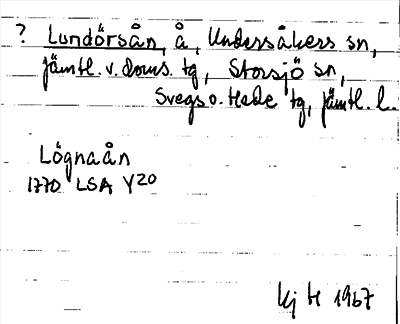 ? Lundörsån, å, Undersåkers sn,
Jämtl. v. doms. tg, Storsjö sn,
Svegs o. Hede tg, Jämtl. l.
Lögnaån
1770 LSA Y20
Kj H 1967